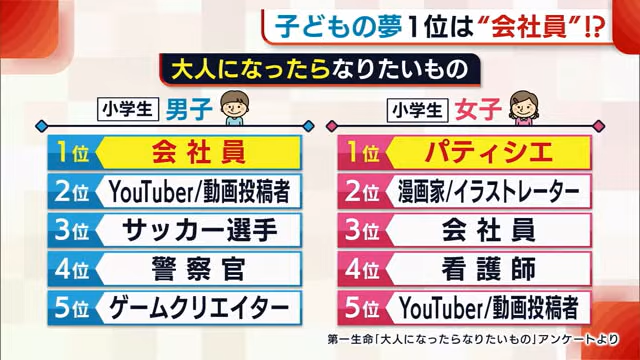 子どもの夢1位は“会社員”!?
大人になったらなりたいもの
小学生 男子
1位 会社員
2位 YouTuber/動画投稿者
3位 サッカー選手
4位 警察官
5位 ゲームクリエイター
小学生 女子
1位 パティシエ
2位 漫画家/イラストレーター
3位 会社員
4位 看護師
5位 YouTuber/動画投稿者
第一生命「大人になったらなりたいもの」アンケートより